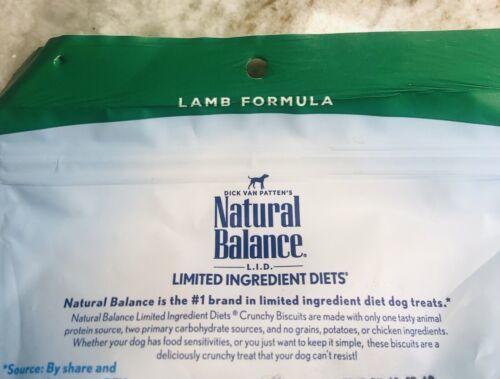 LAMB FORMULA
DICK VAN PATTEN'S
Natural
Balance®
L.I.D.
LIMITED INGREDIENT DIETS®
Natural Balance is the #1 brand in limited ingredient diet dog treats.*
Natural Balance Limited Ingredient Diets® Crunchy Biscuits are made with only one tasty animal
protein source, two primary carbohydrate sources, and no grains, potatoes, or chicken ingredients.
Whether your dog has food sensitivities, or you just want to keep it simple, these biscuits are a
deliciously crunchy treat that your dog can't resist!
*Source: By share and